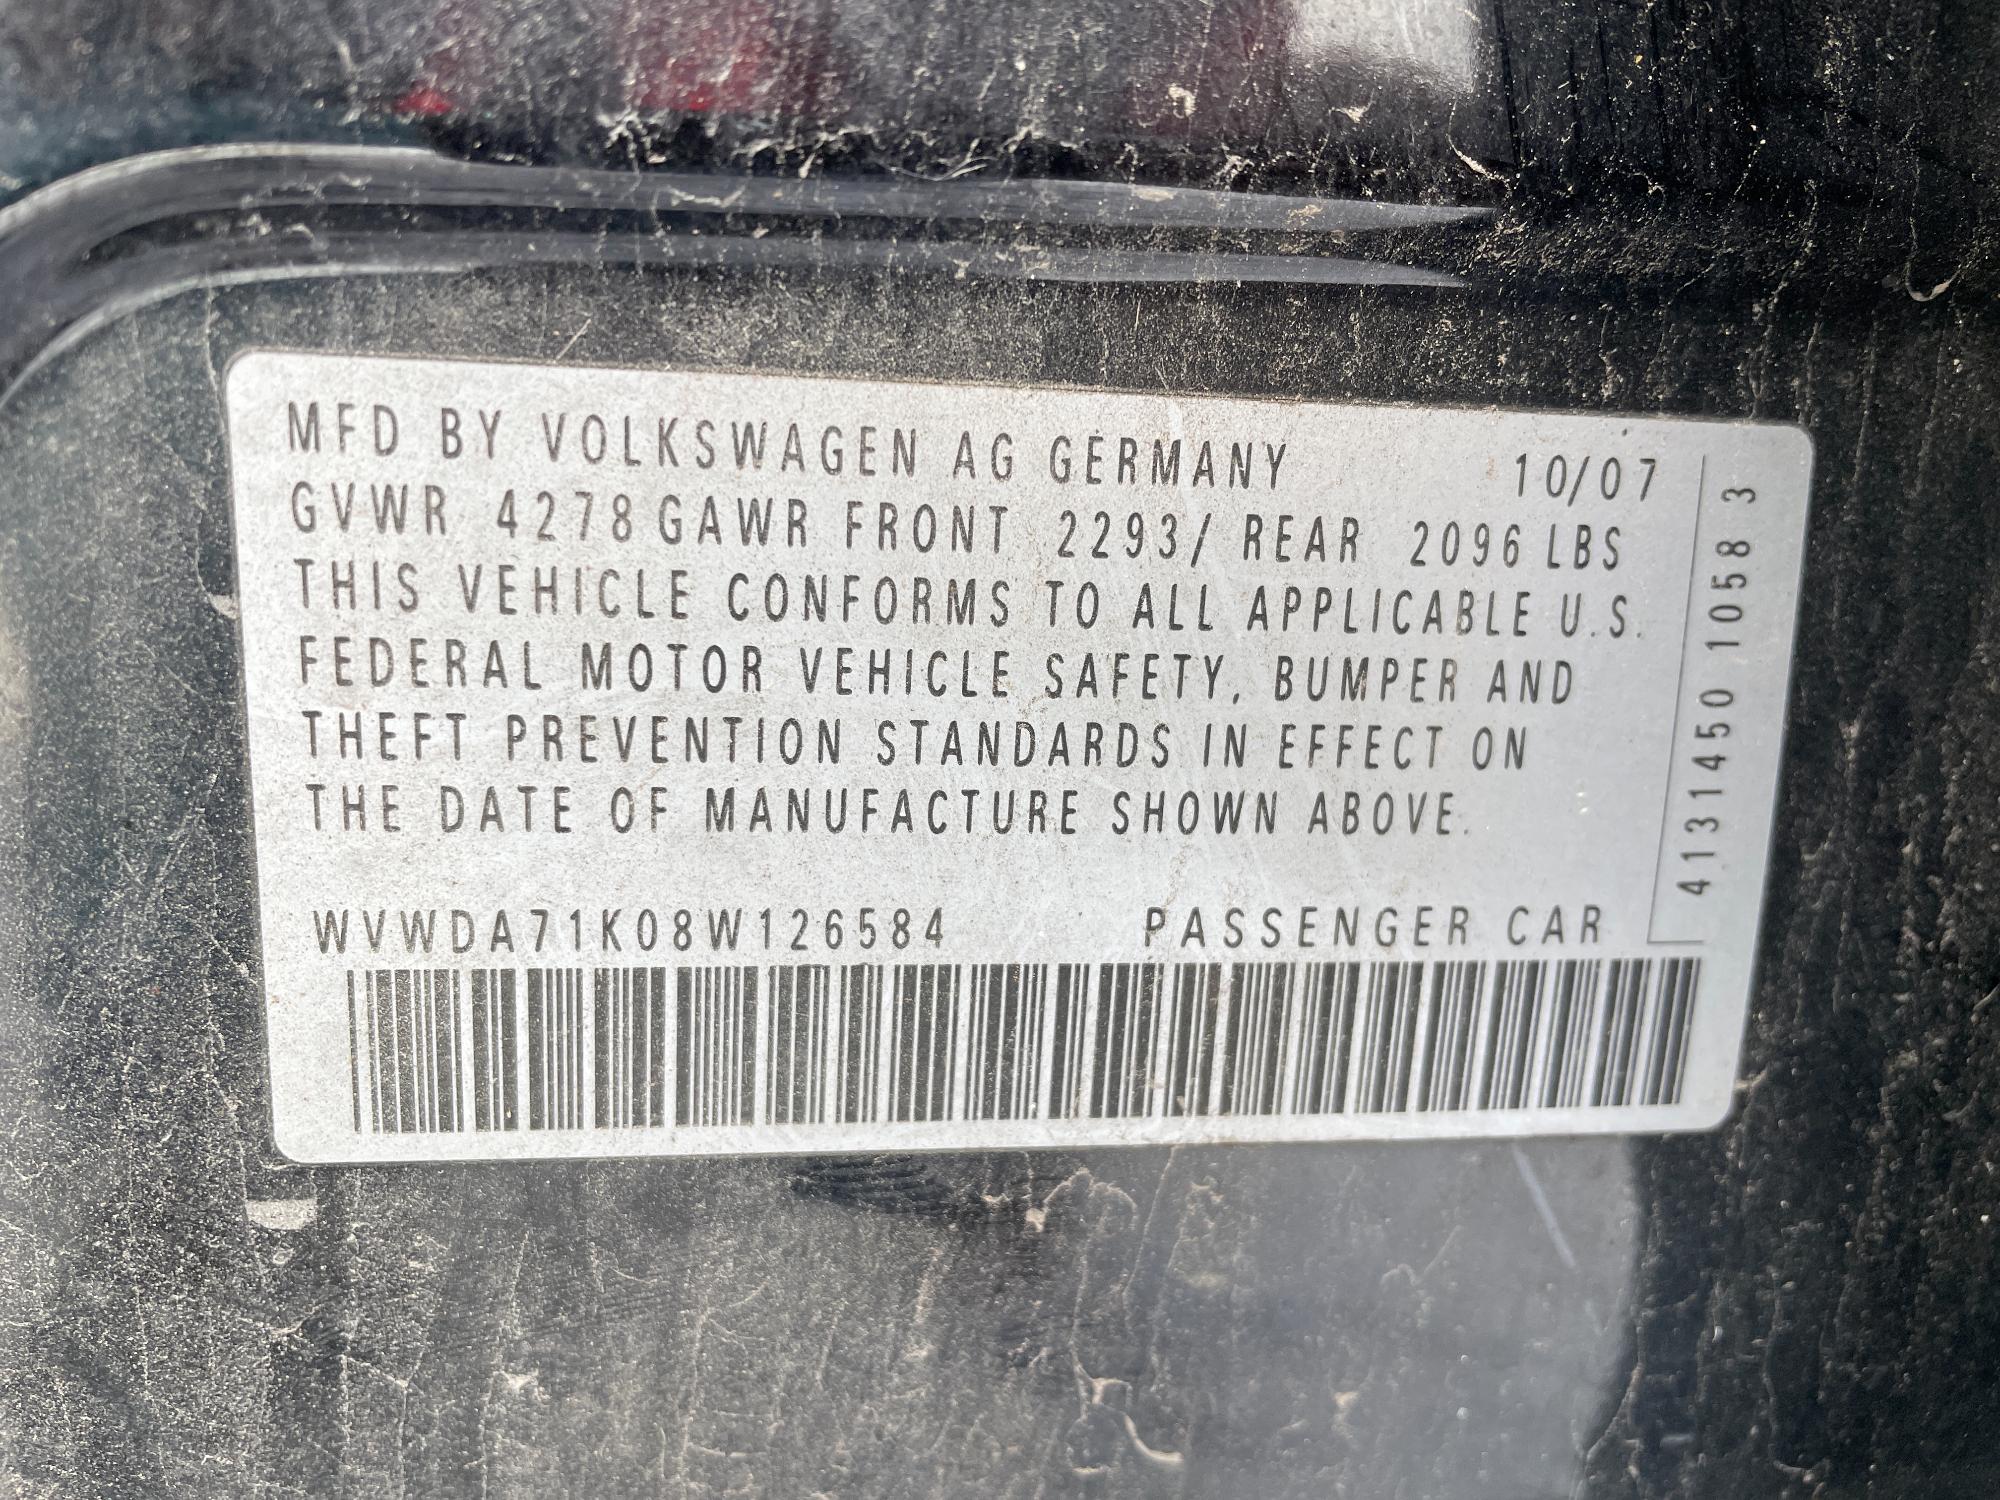 MFD BY VOLKSWAGEN AG GERMANY 10/07
GVWR 4278 GAWR FRONT 2293/ REAR 2096 LBS
THIS VEHICLE CONFORMS TO ALL APPLICABLE U.S.
FEDERAL MOTOR VEHICLE SAFETY, BUMPER AND
THEFT PREVENTION STANDARDS IN EFFECT ON
THE DATE OF MANUFACTURE SHOWN ABOVE.
WVWDA71K08W126584 PASSENGER CAR
4131450 1058 3